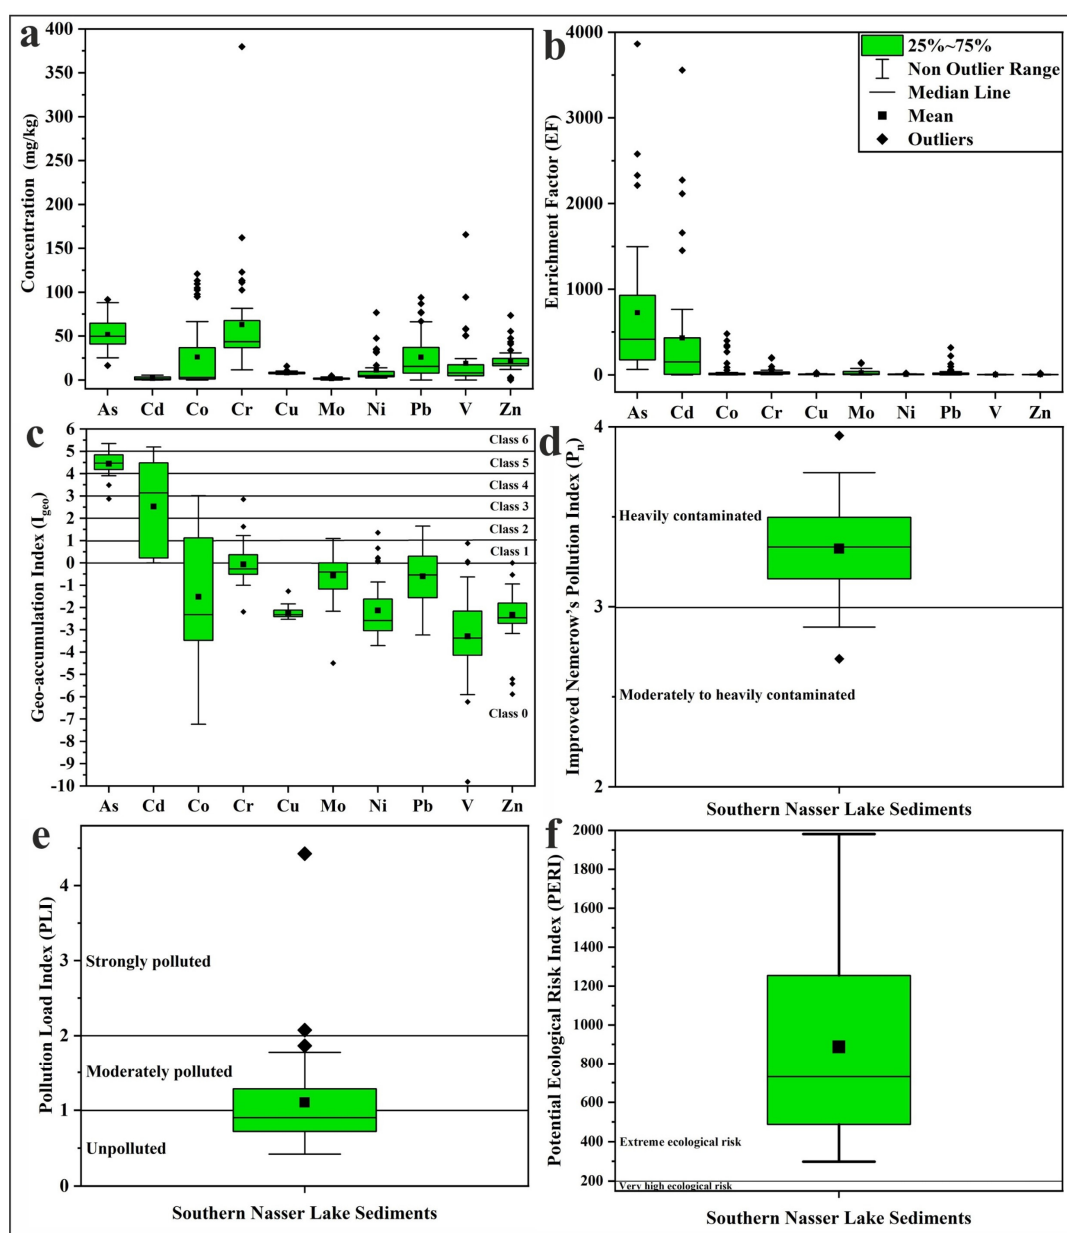 a
Concentration (mg/kg)
400
350
300
250
200
150
100
50
0
As Cd Co Cr Cu Mo Ni Pb V Zn
b
Enrichment Factor (EF)
4000
3000
2000
1000
0
25%~75%
Non Outlier Range
Median Line
Mean
Outliers
As Cd Co Cr Cu Mo Ni Pb V Zn
c
Geo-accumulation Index (Igeo)
6
5
4
3
2
1
0
-1
-2
-3
-4
-5
-6
-7
-8
-9
-10
Class 6
Class 5
Class 4
Class 3
Class 2
Class 1
Class 0
As Cd Co Cr Cu Mo Ni Pb V Zn
d
Improved Nemerow's Pollution Index (Pn)
4
3
2
Heavily contaminated
Moderately to heavily contaminated
Southern Nasser Lake Sediments
e
Pollution Load Index (PLI)
4
3
2
1
0
Strongly polluted
Moderately polluted
Unpolluted
Southern Nasser Lake Sediments
f
Potential Ecological Risk Index (PERI)
2000
1800
1600
1400
1200
1000
800
600
400
200
Extreme ecological risk
Very high ecological risk
Southern Nasser Lake Sediments